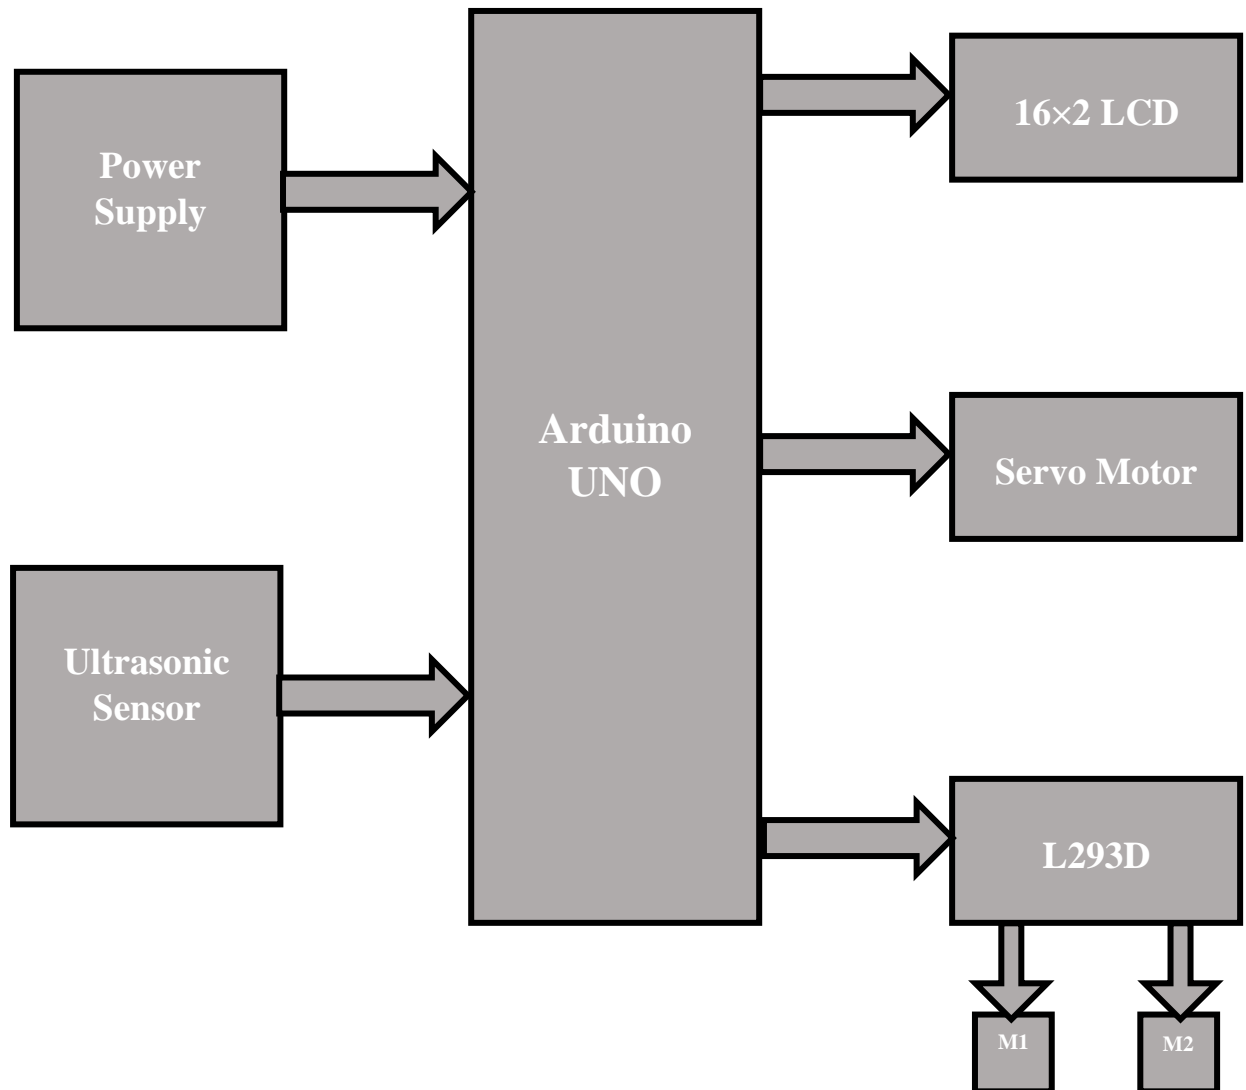 Power
Supply
Ultrasonic
Sensor
Arduino
UNO
16×2 LCD
Servo Motor
L293D
M1
M2